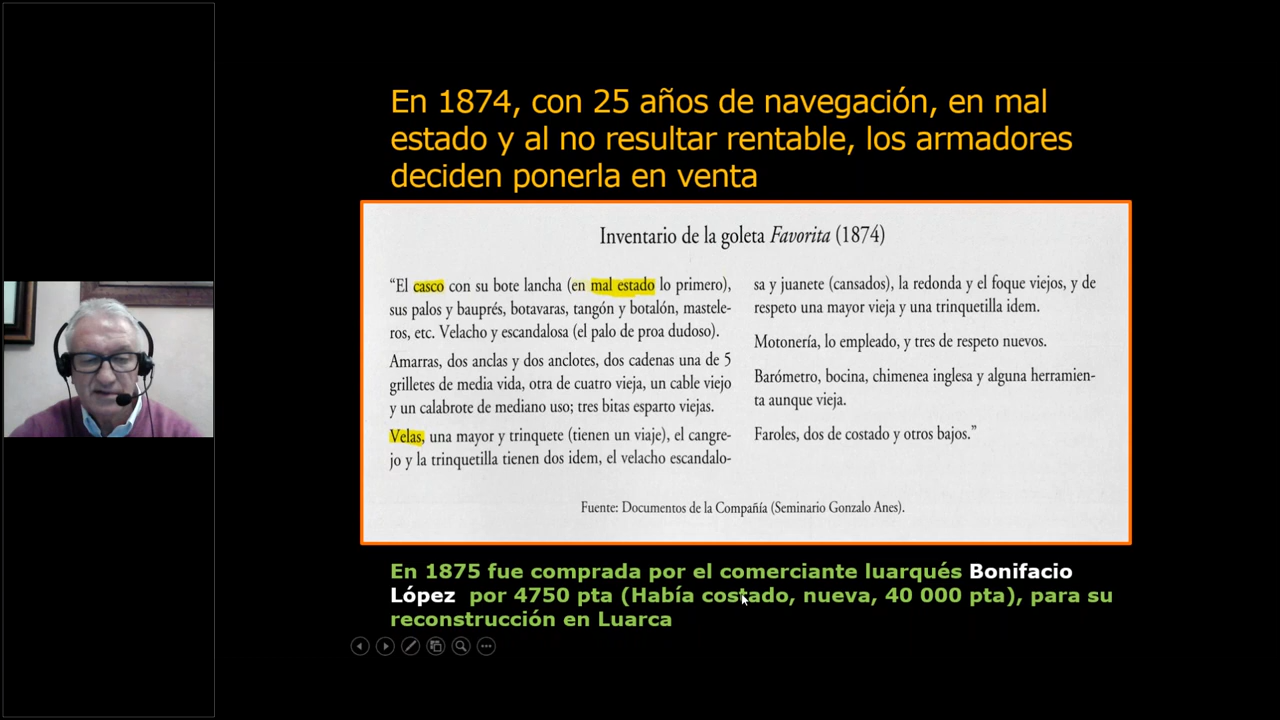 En 1874, con 25 años de navegación, en mal
estado y al no resultar rentable, los armadores
deciden ponerla en venta
Inventario de la goleta Favorita (1874)
“El casco con su bote lancha (en mal estado lo primero),
sus palos y bauprés, botavaras, tangón y botalón, mastele-
ros, etc. Velacho y escandalosa (el palo de proa dudoso).
Amarras, dos anclas y dos anclotes, dos cadenas una de 5
grilletes de media vida, otra de cuatro vieja, un cable viejo
y un calabrote de mediano uso; tres bitas esparto viejas.
Velas, una mayor y trinquete (tienen un viaje), el cangre-
jo y la trinquetilla tienen dos idem, el velacho escandalo-
sa y juanete (cansados), la redonda y el foque viejos, y de
respeto una mayor vieja y una trinquetilla idem.
Motonería, lo empleado, y tres de respeto nuevos.
Barómetro, bocina, chimenea inglesa y alguna herramien-
ta aunque vieja.
Faroles, dos de costado y otros bajos.”
Fuente: Documentos de la Compañía (Seminario Gonzalo Anes).
En 1875 fue comprada por el comerciante luarqués Bonifacio
López por 4750 pta (Había costado, nueva, 40 000 pta), para su
reconstrucción en Luarca